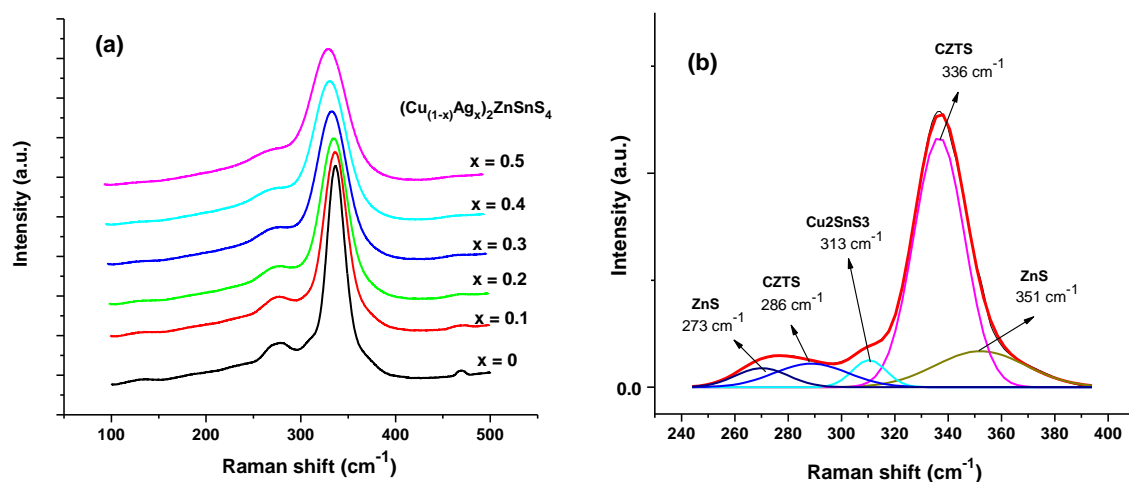 (a)
(Cu(1-x)Agx)2ZnSnS4
x = 0.5
x = 0.4
x = 0.3
x = 0.2
x = 0.1
x = 0
Intensity (a.u.)
100 200 300 400 500
Raman shift (cm-1)
(b)
CZTS
336 cm-1
Cu2SnS3
313 cm-1
CZTS
286 cm-1
ZnS
273 cm-1
ZnS
351 cm-1
Intensity (a.u.)
0.0
240 260 280 300 320 340 360 380 400
Raman shift (cm-1)